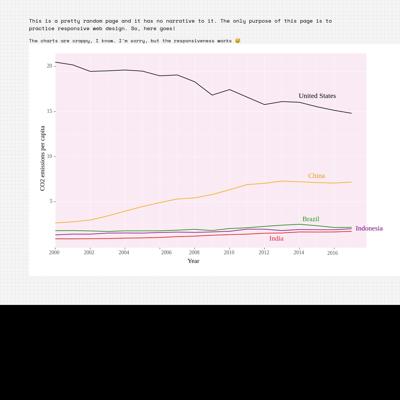 This is a pretty random page and it has no narrative to it. The only purpose of this page is to
practice responsive web design. So, here goes!
The charts are crappy, I know. I'm sorry, but the responsiveness works 😅
20
15
10
5
CO2 emissions per capita
United States
China
Brazil
Indonesia
India
2000 2002 2004 2006 2008 2010 2012 2014 2016
Year